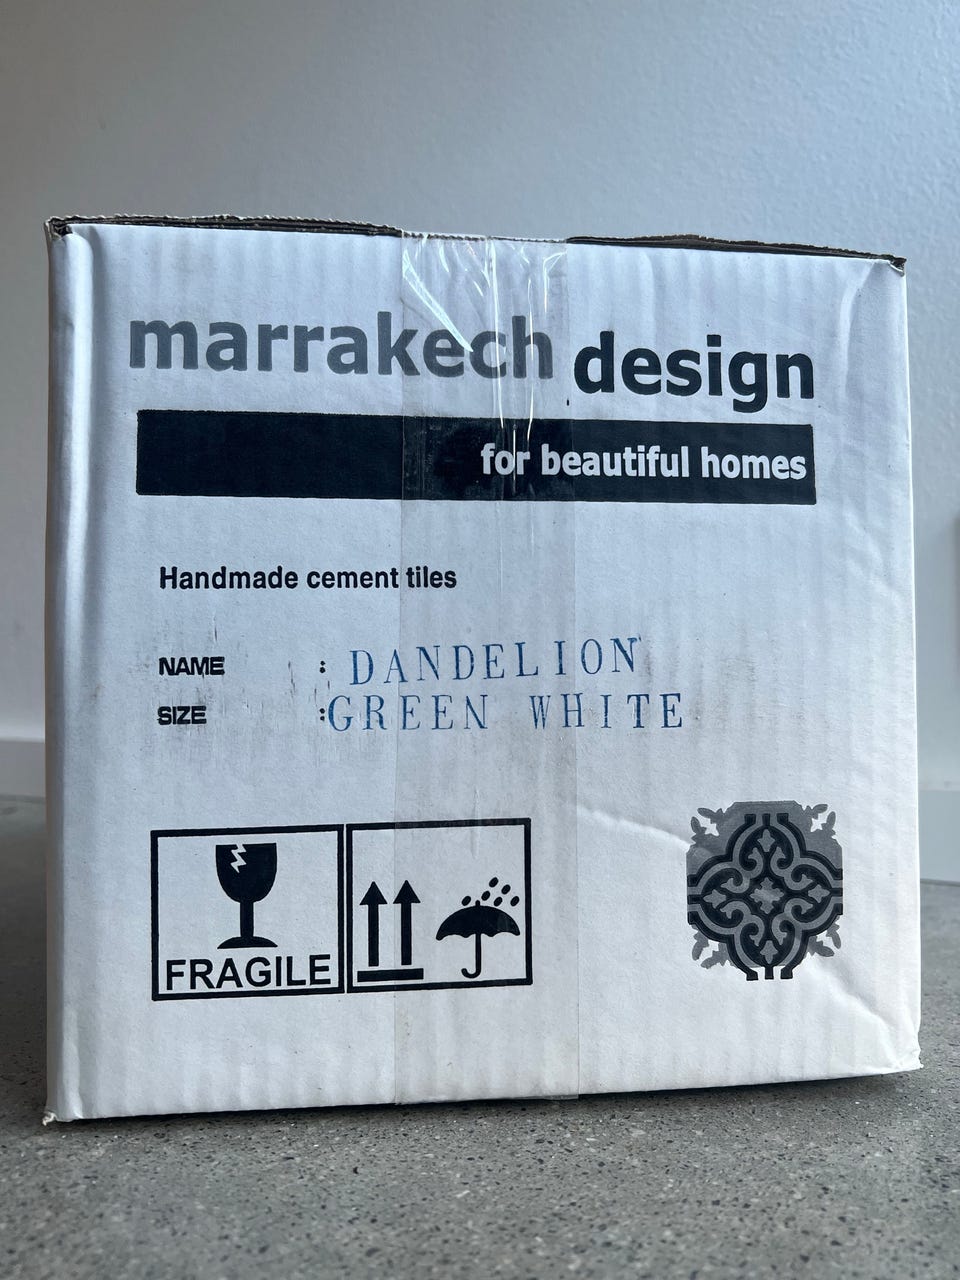 marrakech design
for beautiful homes
Handmade cement tiles
NAME : DANDELION
SIZE : GREEN WHITE
FRAGILE